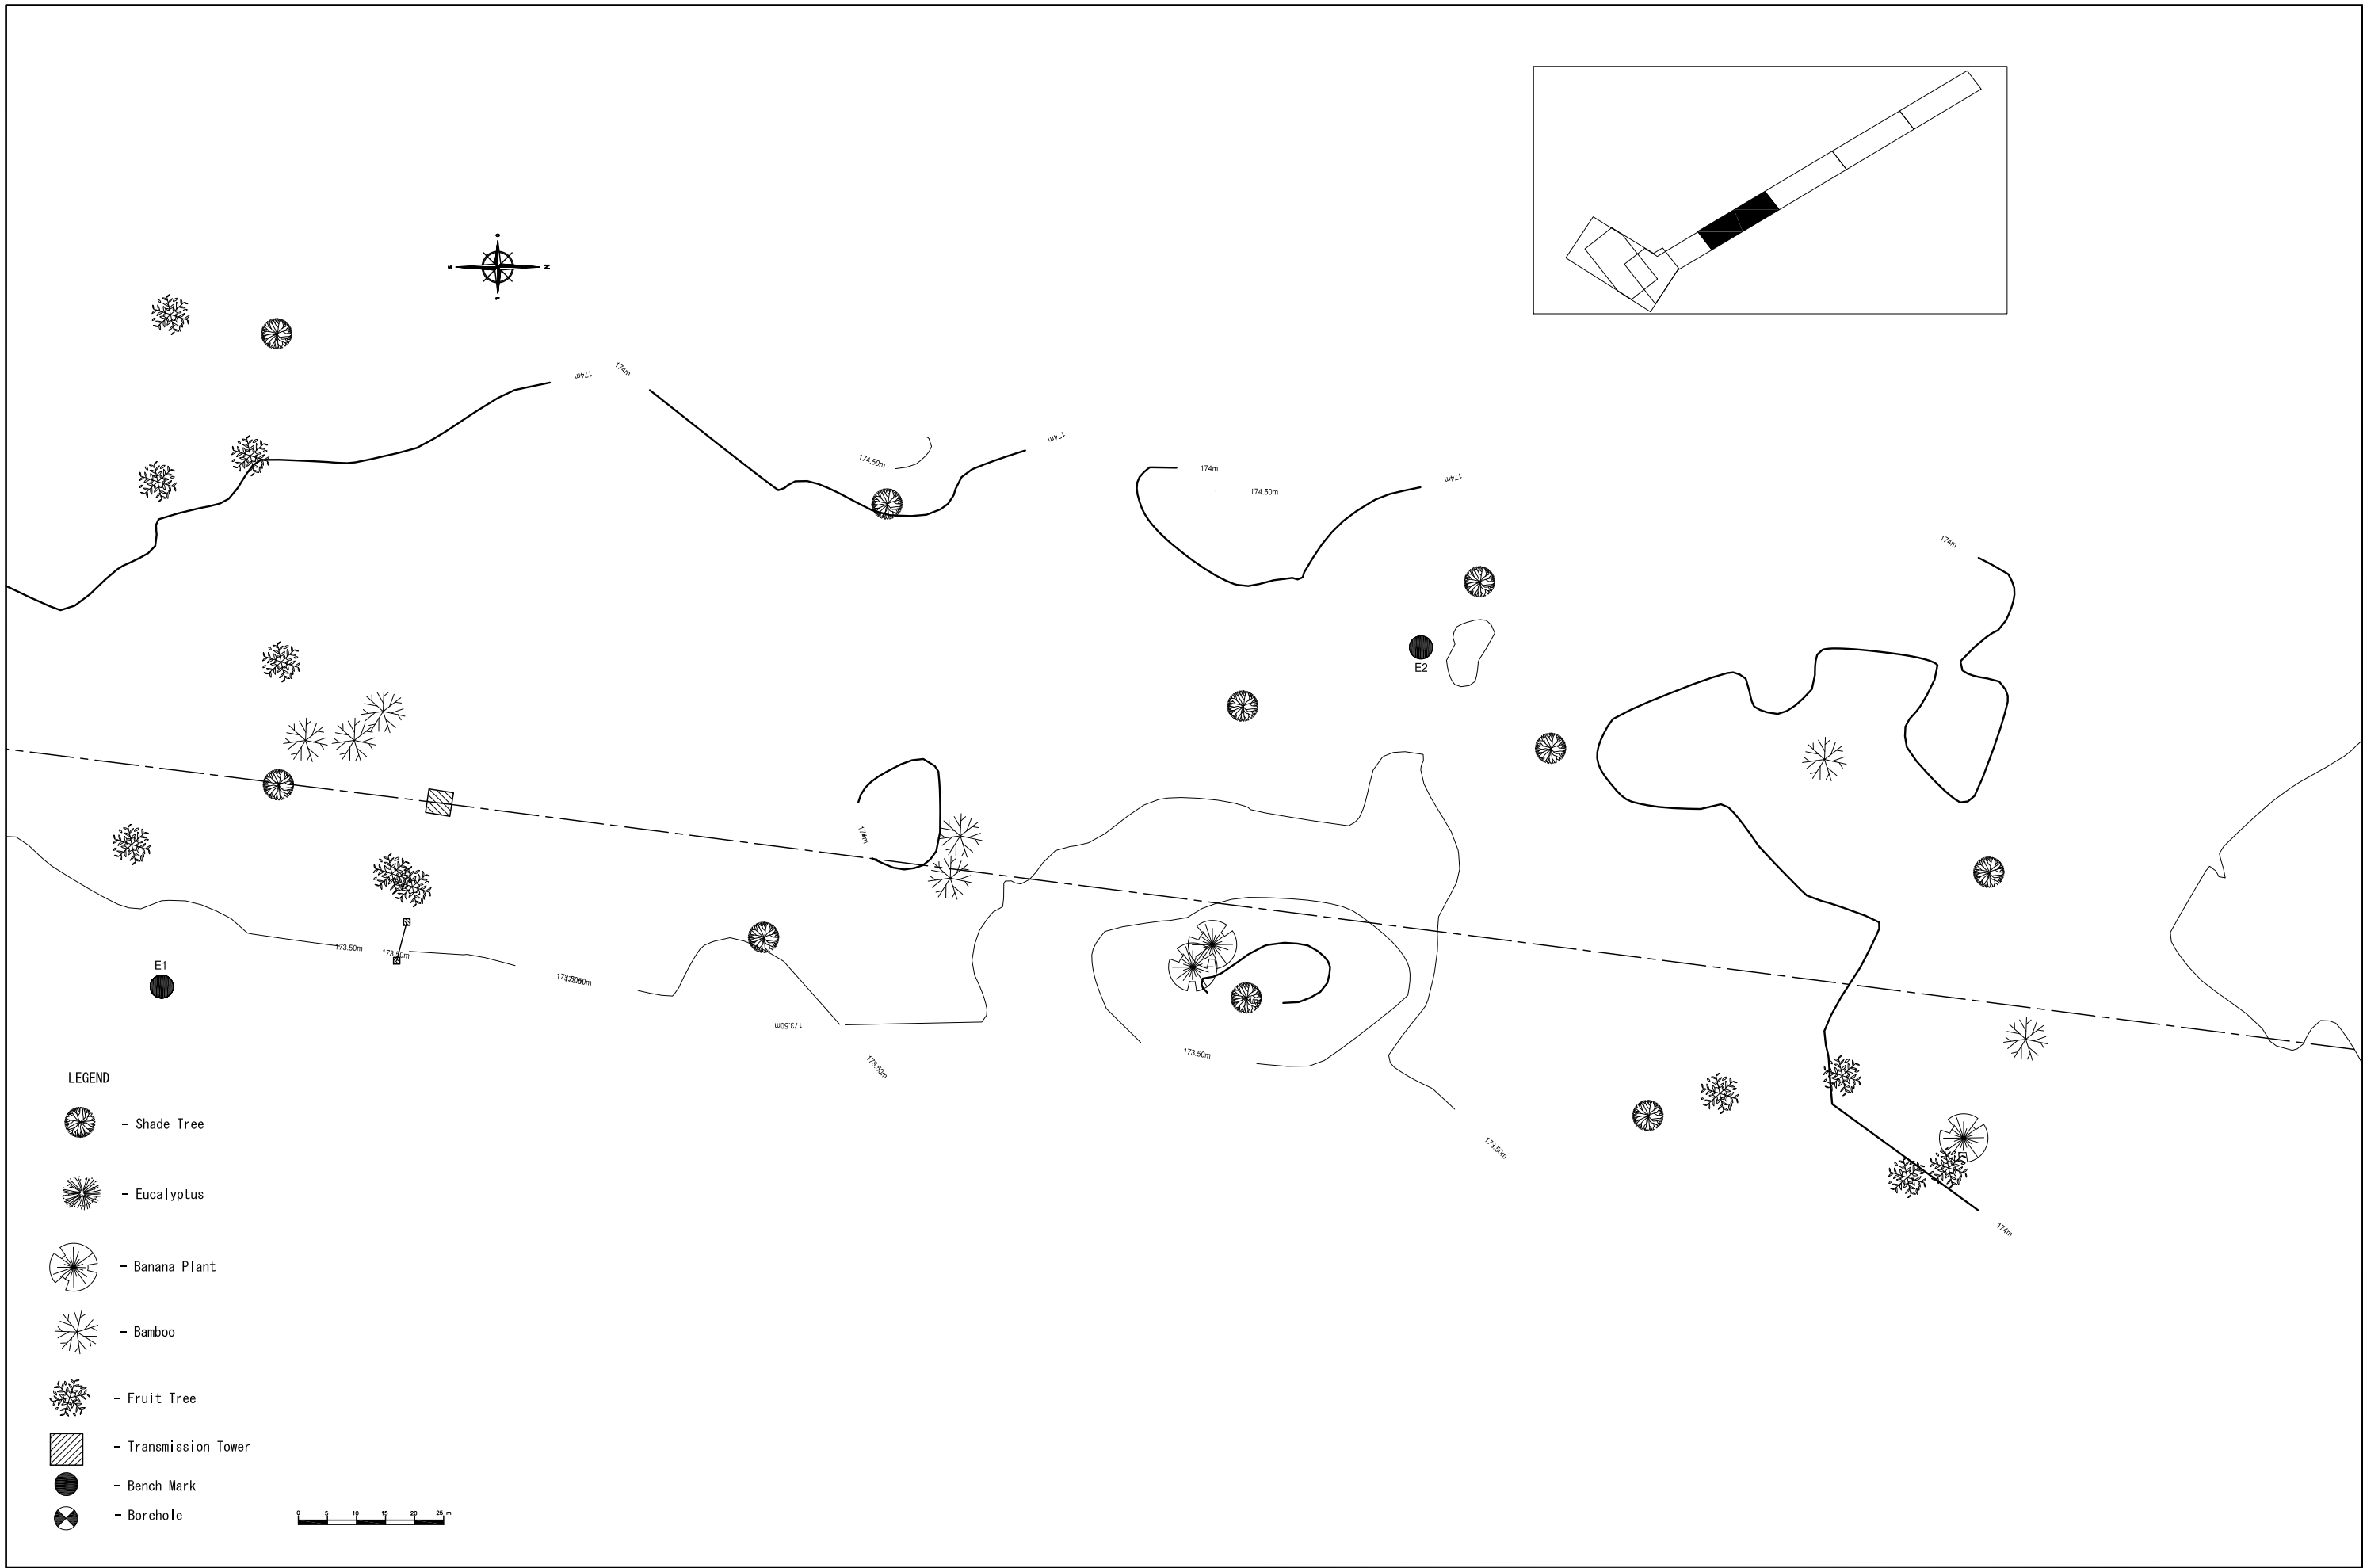 O
S
N
L
174m
174m
174m
174.50m
174m
174.50m
174m
174m
E2
174m
173.50m
173.50m
E1
173.50m
173.50m
173.50m
173.50m
173.50m
174m
LEGEND
- Shade Tree
- Eucalyptus
- Banana Plant
- Bamboo
- Fruit Tree
- Transmission Tower
- Bench Mark
- Borehole
0 5 10 15 20 25 m